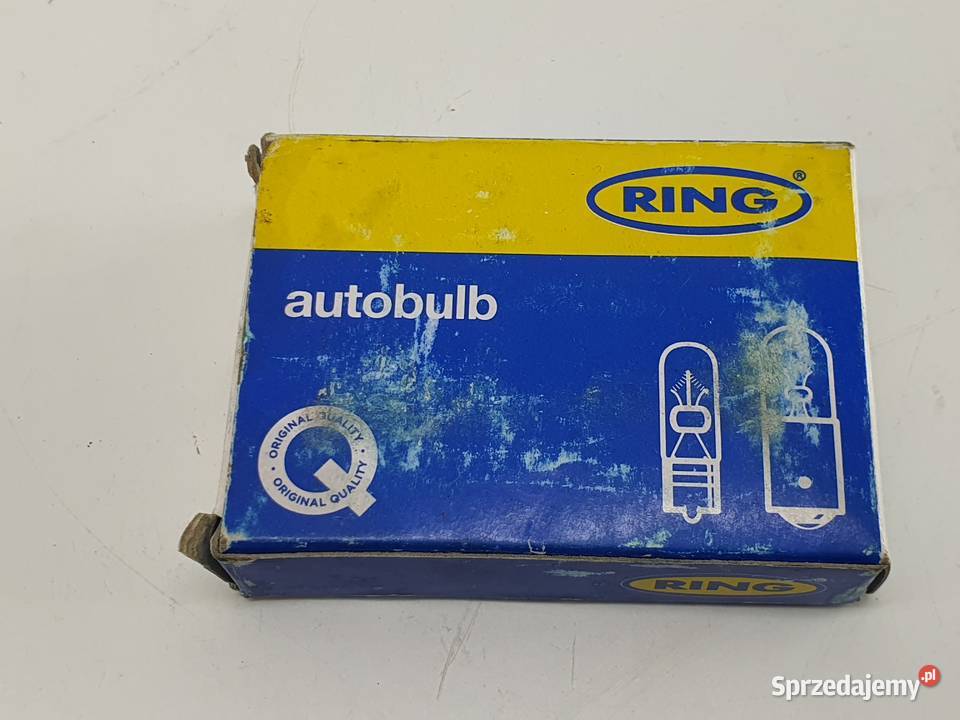 RING®
autobulb
· ORIGINAL QUALITY ·
ORIGINAL QUALITY
RING
Sprzedajemy.pl